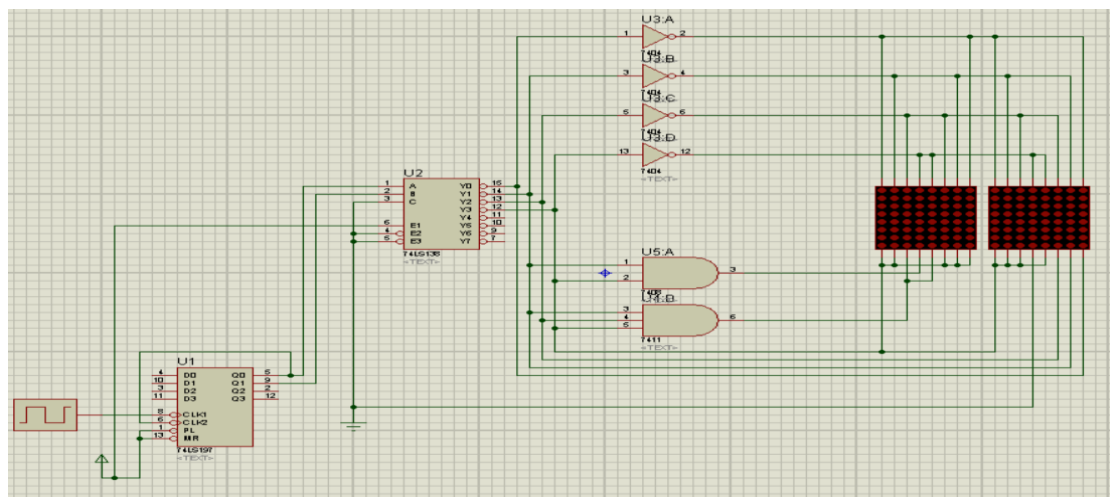 U3:A
1 2
7404
U3:B
3 4
7404
U3:C
5 6
7404
U3:D
13 12
7404
<TEXT>
U2
1 A Y0 15
2 B Y1 14
3 C Y2 13
Y3 12
Y4 11
6 E1 Y5 10
4 E2 Y6 9
5 E3 Y7 7
74LS138
<TEXT>
U5:A
1
2
3
7408
U4:B
3
4
5
6
7411
<TEXT>
U1
4 D0 Q0 5
10 D1 Q1 9
3 D2 Q2 2
11 D3 Q3 12
8 CLK1
6 CLK2
1 PL
13 MR
74LS197
<TEXT>